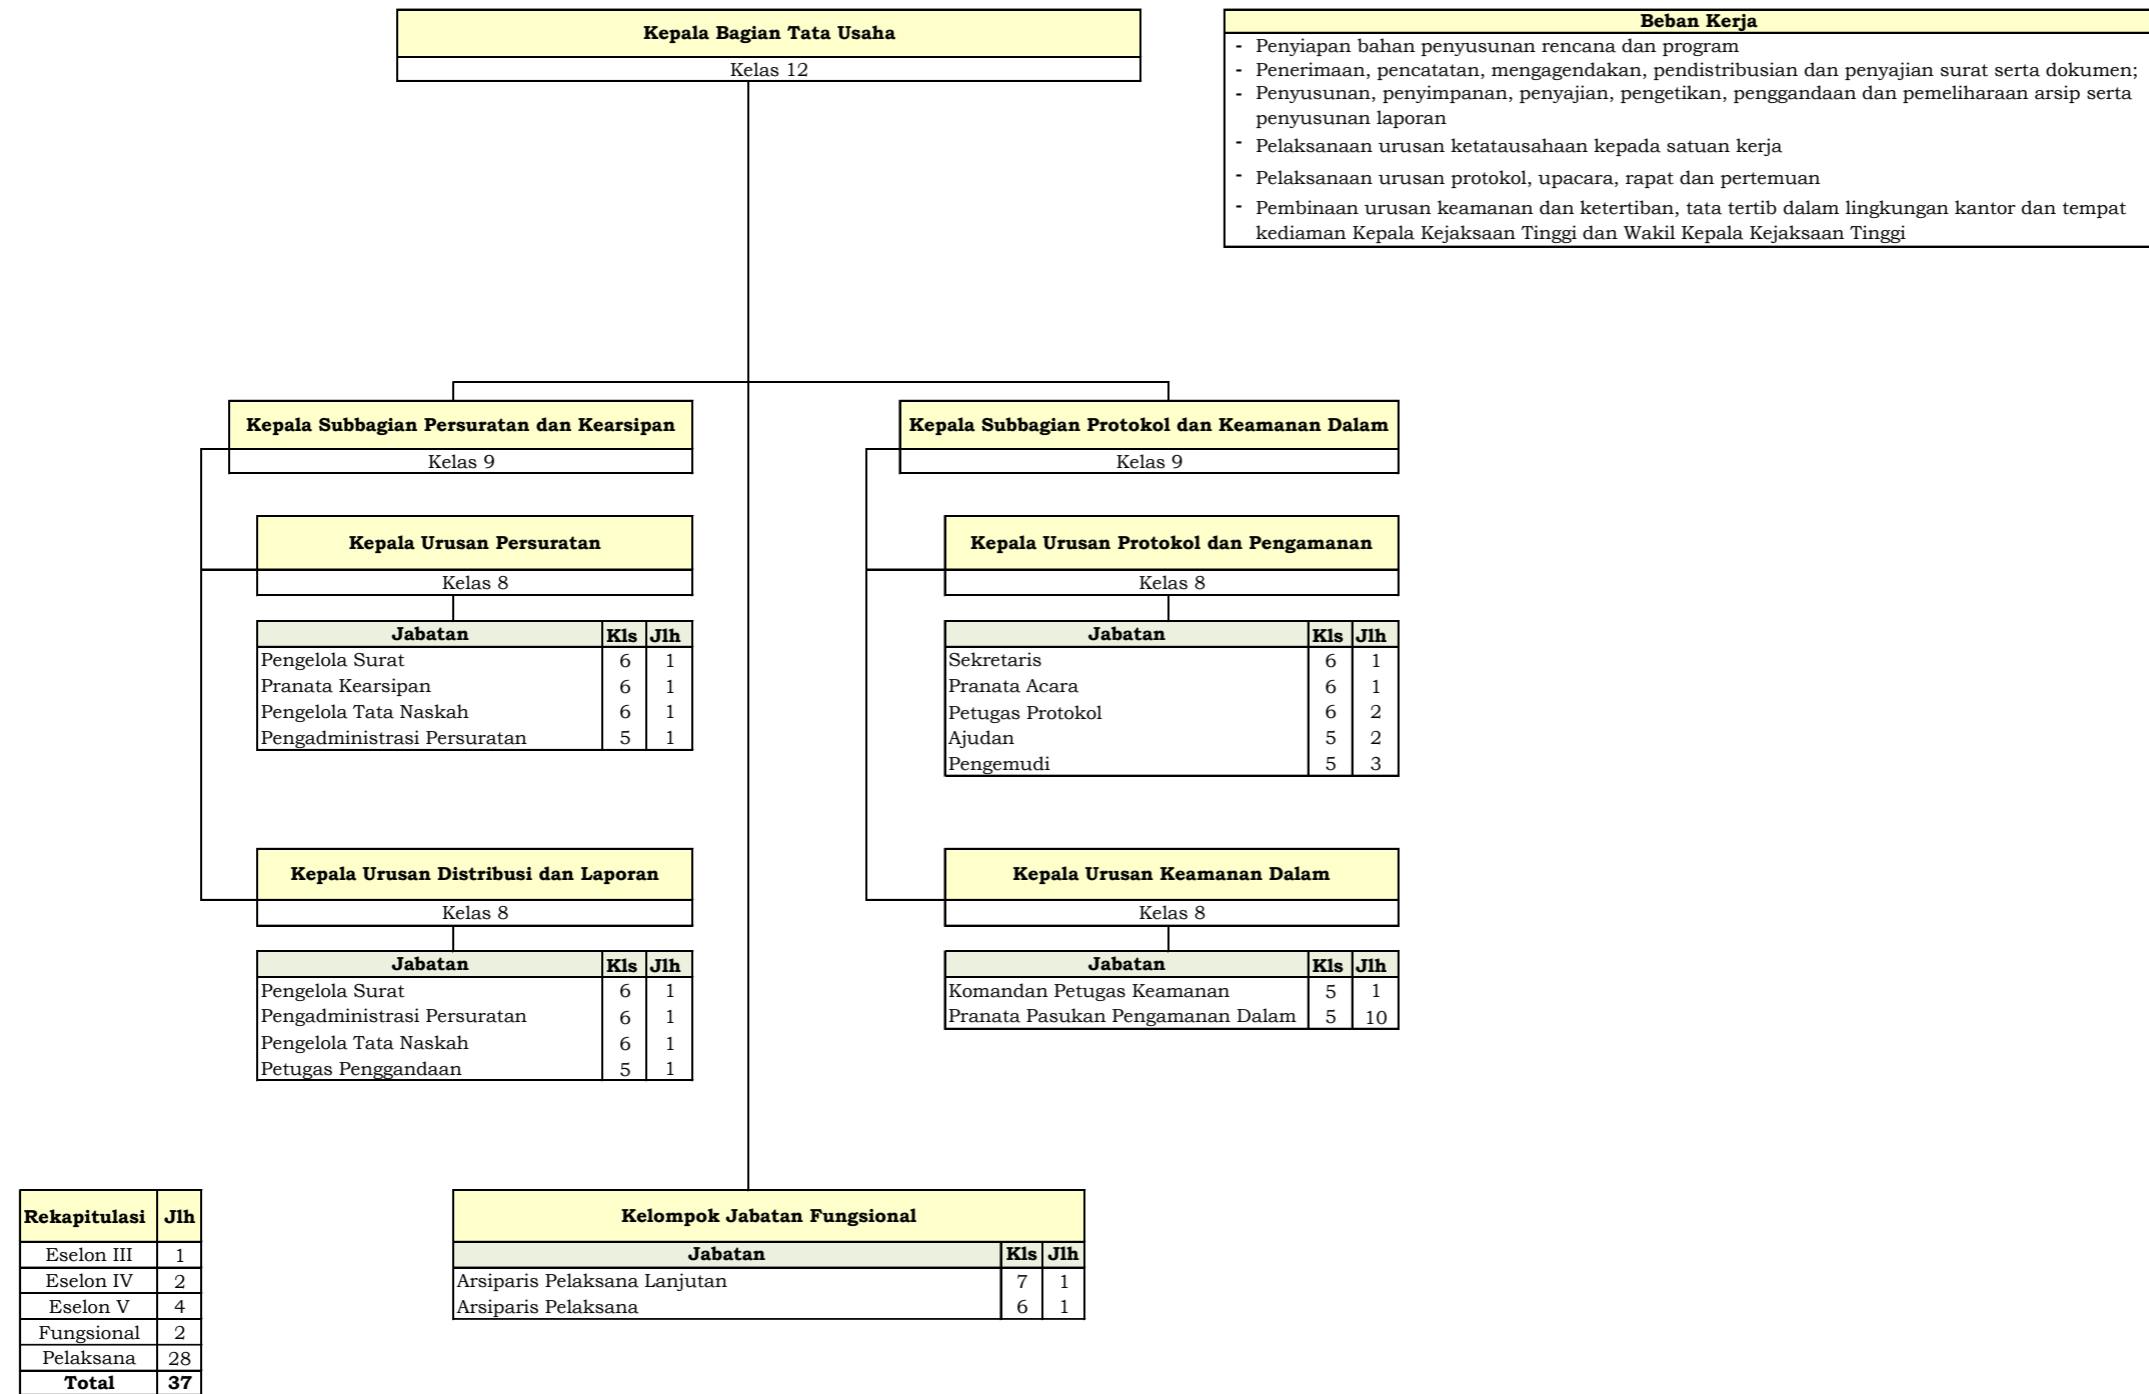 Kepala Bagian Tata Usaha
Kelas 12
Beban Kerja
- Penyiapan bahan penyusunan rencana dan program
- Penerimaan, pencatatan, mengagendakan, pendistribusian dan penyajian surat serta dokumen;
- Penyusunan, penyimpanan, penyajian, pengetikan, penggandaan dan pemeliharaan arsip serta
penyusunan laporan
- Pelaksanaan urusan ketatausahaan kepada satuan kerja
- Pelaksanaan urusan protokol, upacara, rapat dan pertemuan
- Pembinaan urusan keamanan dan ketertiban, tata tertib dalam lingkungan kantor dan tempat
kediaman Kepala Kejaksaan Tinggi dan Wakil Kepala Kejaksaan Tinggi
Kepala Subbagian Persuratan dan Kearsipan
Kelas 9
Kepala Urusan Persuratan
Kelas 8
Jabatan Kls Jlh
Pengelola Surat 6 1
Pranata Kearsipan 6 1
Pengelola Tata Naskah 6 1
Pengadministrasi Persuratan 5 1
Kepala Urusan Distribusi dan Laporan
Kelas 8
Jabatan Kls Jlh
Pengelola Surat 6 1
Pengadministrasi Persuratan 6 1
Pengelola Tata Naskah 6 1
Petugas Penggandaan 5 1
Kepala Subbagian Protokol dan Keamanan Dalam
Kelas 9
Kepala Urusan Protokol dan Pengamanan
Kelas 8
Jabatan Kls Jlh
Sekretaris 6 1
Pranata Acara 6 1
Petugas Protokol 6 2
Ajudan 5 2
Pengemudi 5 3
Kepala Urusan Keamanan Dalam
Kelas 8
Jabatan Kls Jlh
Komandan Petugas Keamanan 5 1
Pranata Pasukan Pengamanan Dalam 5 10
Rekapitulasi Jlh
Eselon III 1
Eselon IV 2
Eselon V 4
Fungsional 2
Pelaksana 28
Total 37
Kelompok Jabatan Fungsional
Jabatan Kls Jlh
Arsiparis Pelaksana Lanjutan 7 1
Arsiparis Pelaksana 6 1